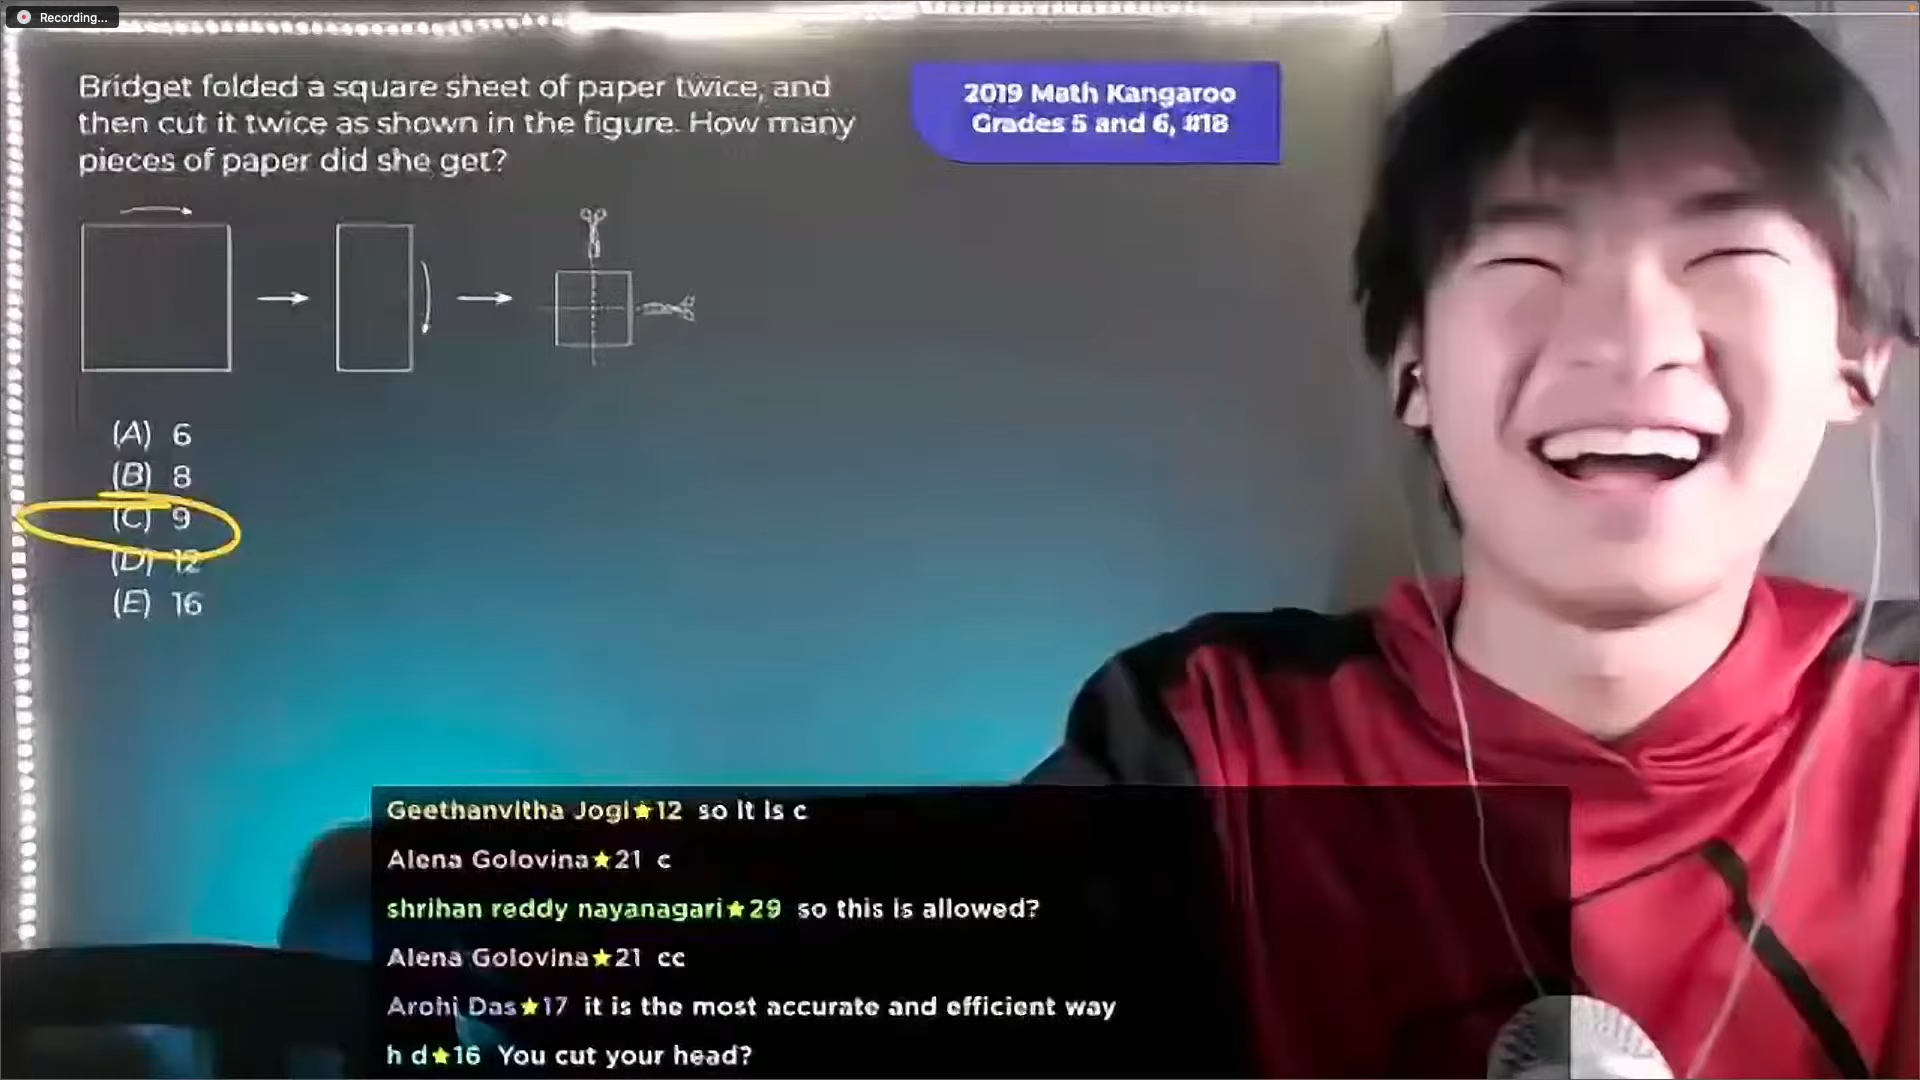 Recording...
Bridget folded a square sheet of paper twice, and
then cut it twice as shown in the figure. How many
pieces of paper did she get?
2019 Math Kangaroo
Grades 5 and 6, #18
(A) 6
(B) 8
(C) 9
(D) 12
(E) 16
Geethanvitha Jogi★12 so it is c
Alena Golovina★21 c
shrihan reddy nayanagari★29 so this is allowed?
Alena Golovina★21 cc
Arohi Das★17 it is the most accurate and efficient way
h d★16 You cut your head?